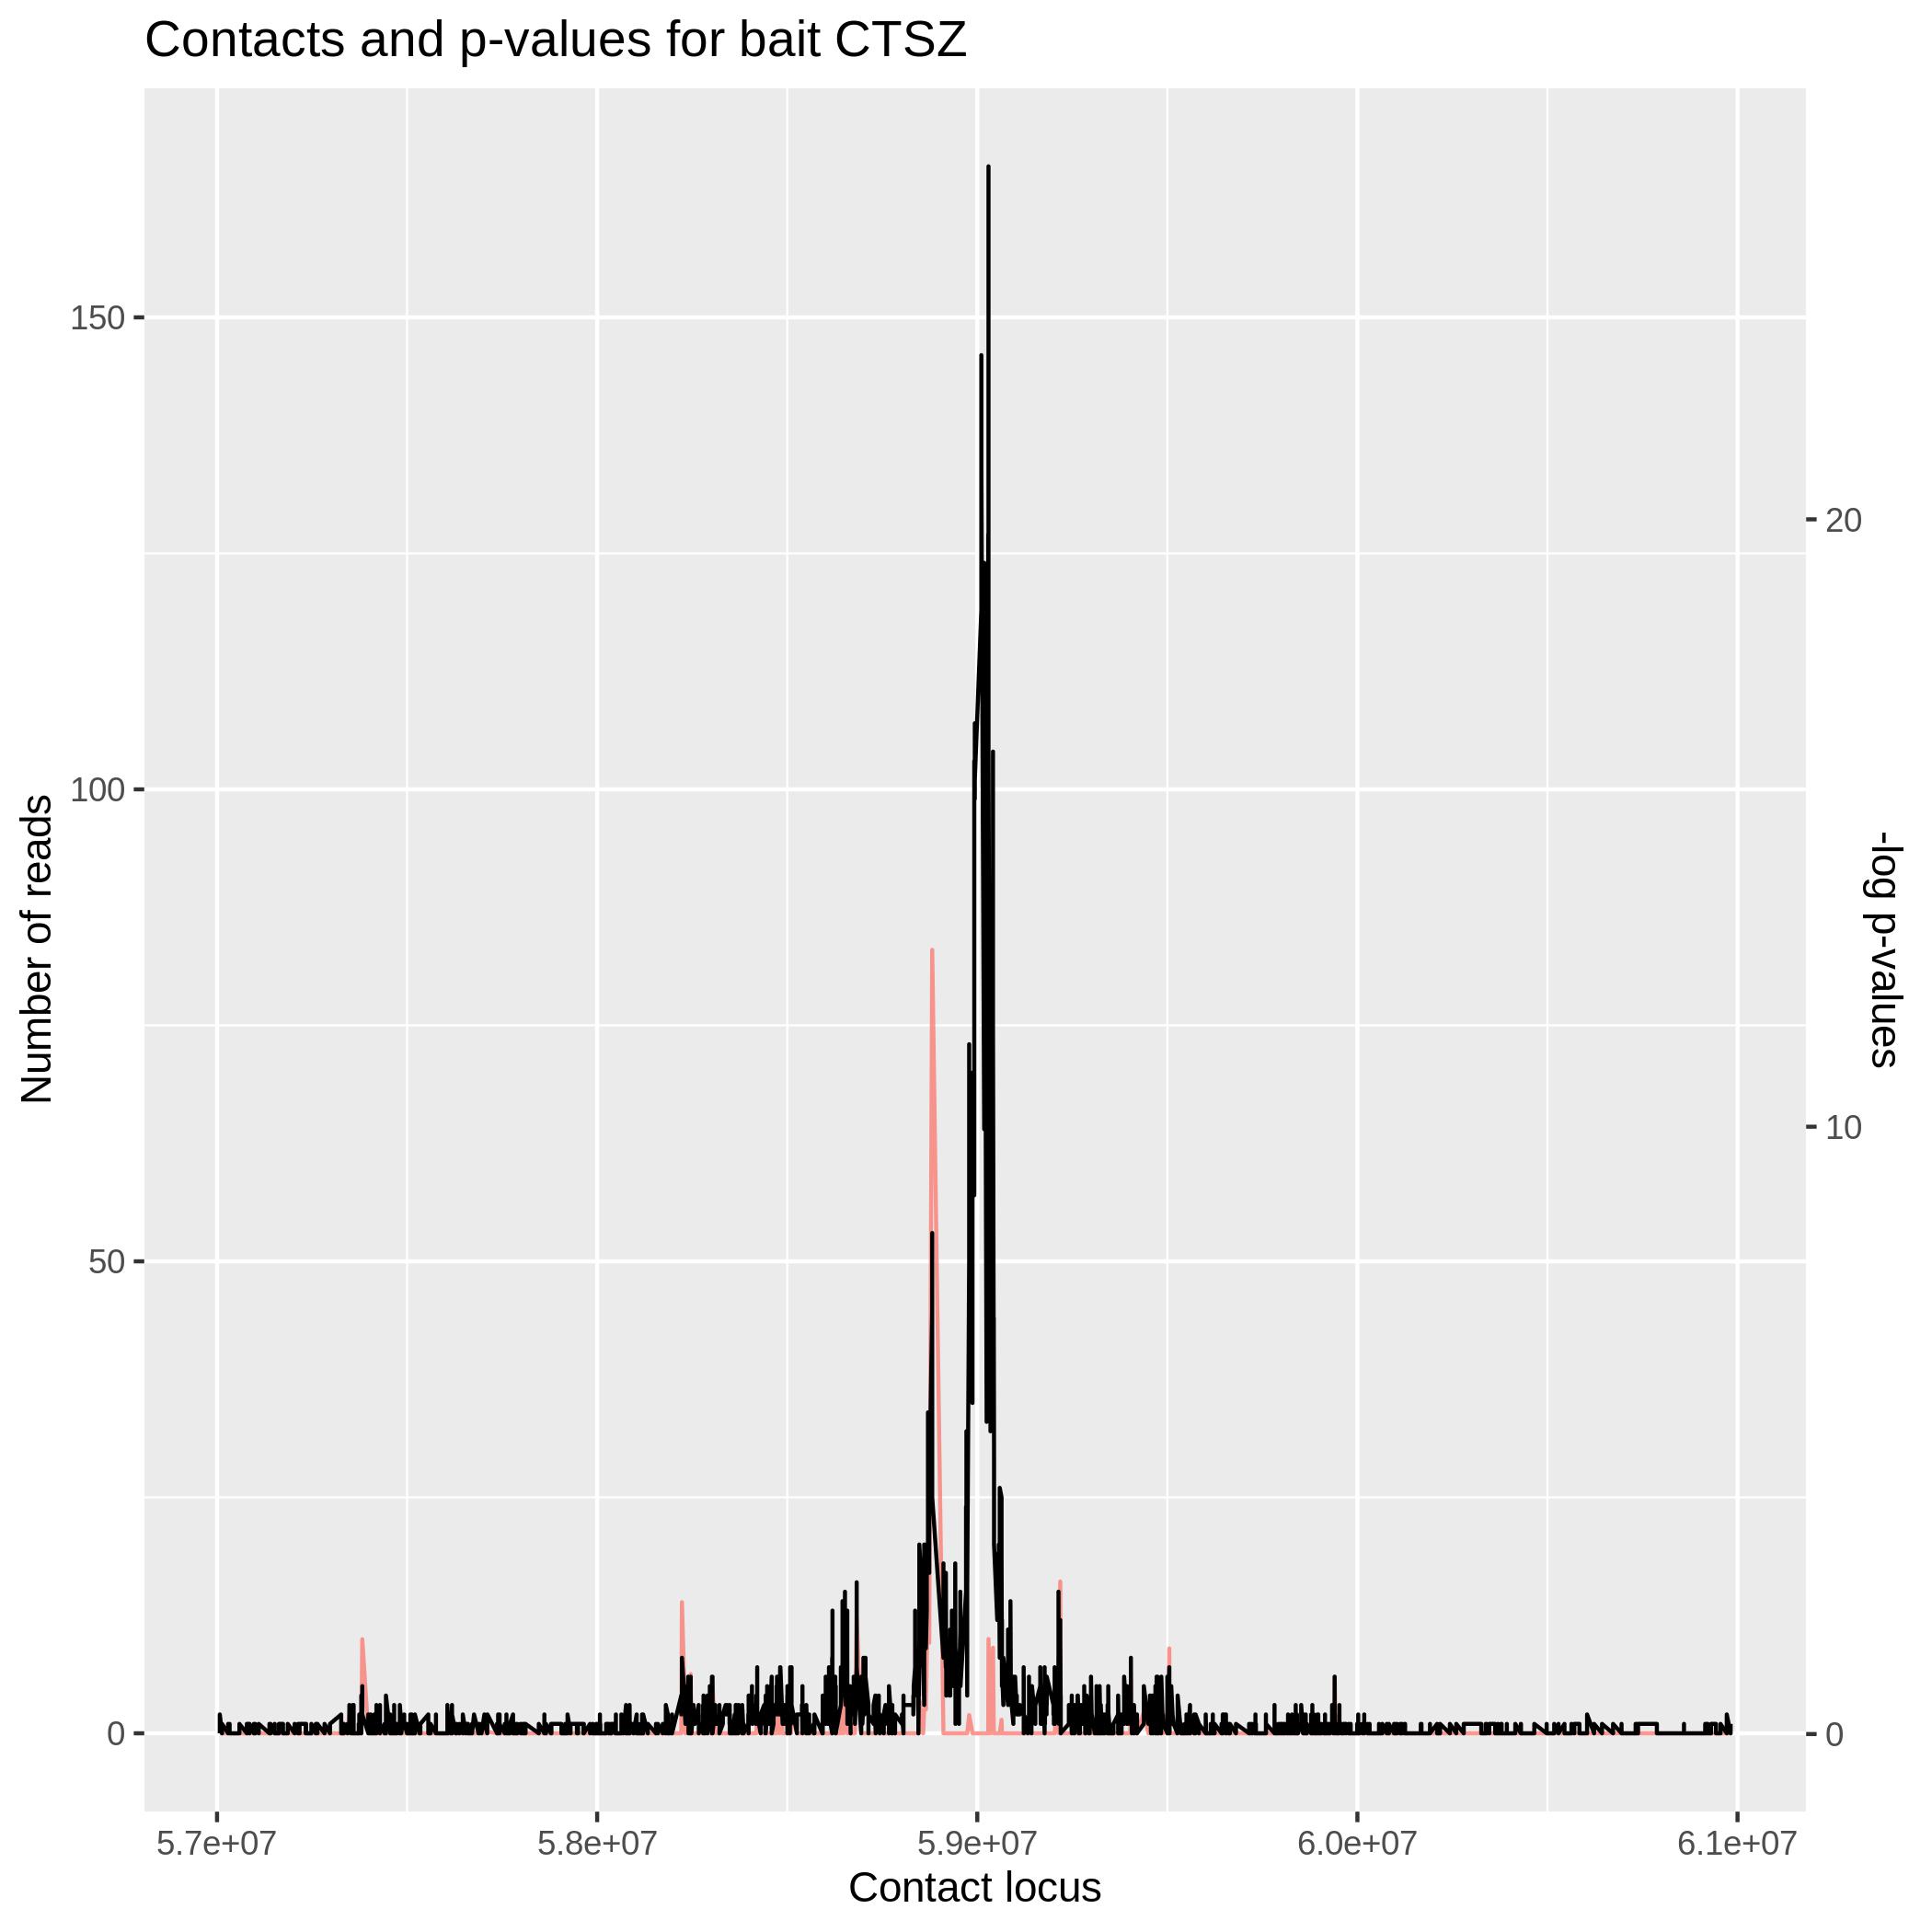 Contacts and p-values for bait CTSZ
Number of reads
150
100
50
0
20
10
0
-log p-values
5.7e+07
5.8e+07
5.9e+07
6.0e+07
6.1e+07
Contact locus